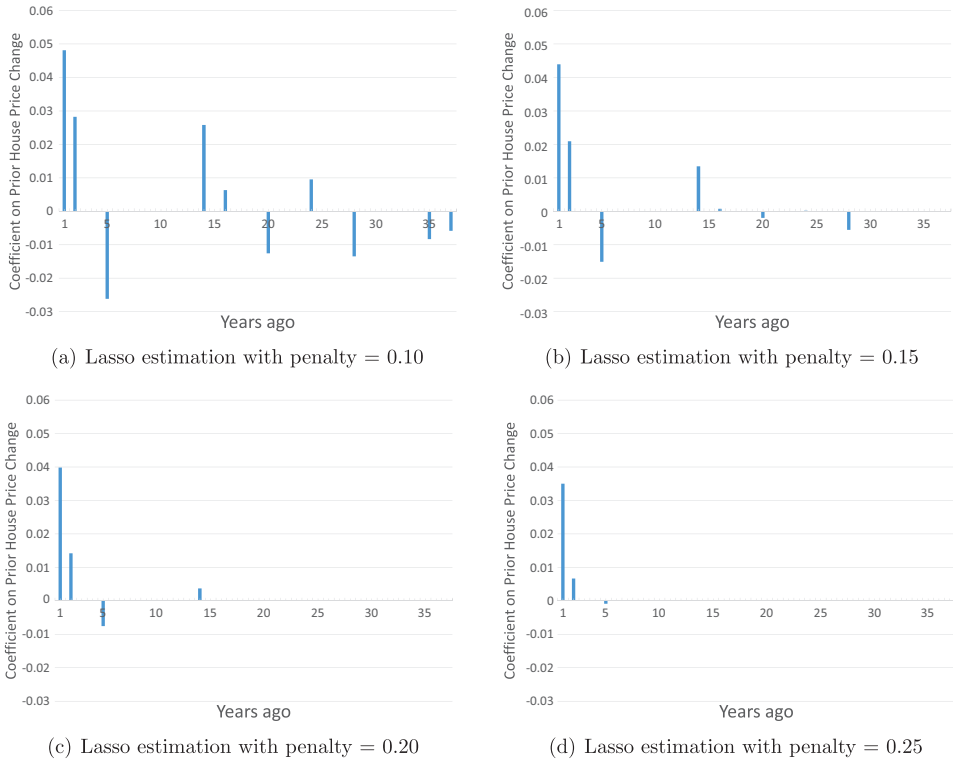 Coefficient on Prior House Price Change
0.06
0.05
0.04
0.03
0.02
0.01
0
-0.01
-0.02
-0.03
1 5 10 15 20 25 30 35
Years ago
(a) Lasso estimation with penalty = 0.10
Coefficient on Prior House Price Change
0.06
0.05
0.04
0.03
0.02
0.01
0
-0.01
-0.02
-0.03
1 5 10 15 20 25 30 35
Years ago
(b) Lasso estimation with penalty = 0.15
Coefficient on Prior House Price Change
0.06
0.05
0.04
0.03
0.02
0.01
0
-0.01
-0.02
-0.03
1 5 10 15 20 25 30 35
Years ago
(c) Lasso estimation with penalty = 0.20
Coefficient on Prior House Price Change
0.06
0.05
0.04
0.03
0.02
0.01
0
-0.01
-0.02
-0.03
1 5 10 15 20 25 30 35
Years ago
(d) Lasso estimation with penalty = 0.25